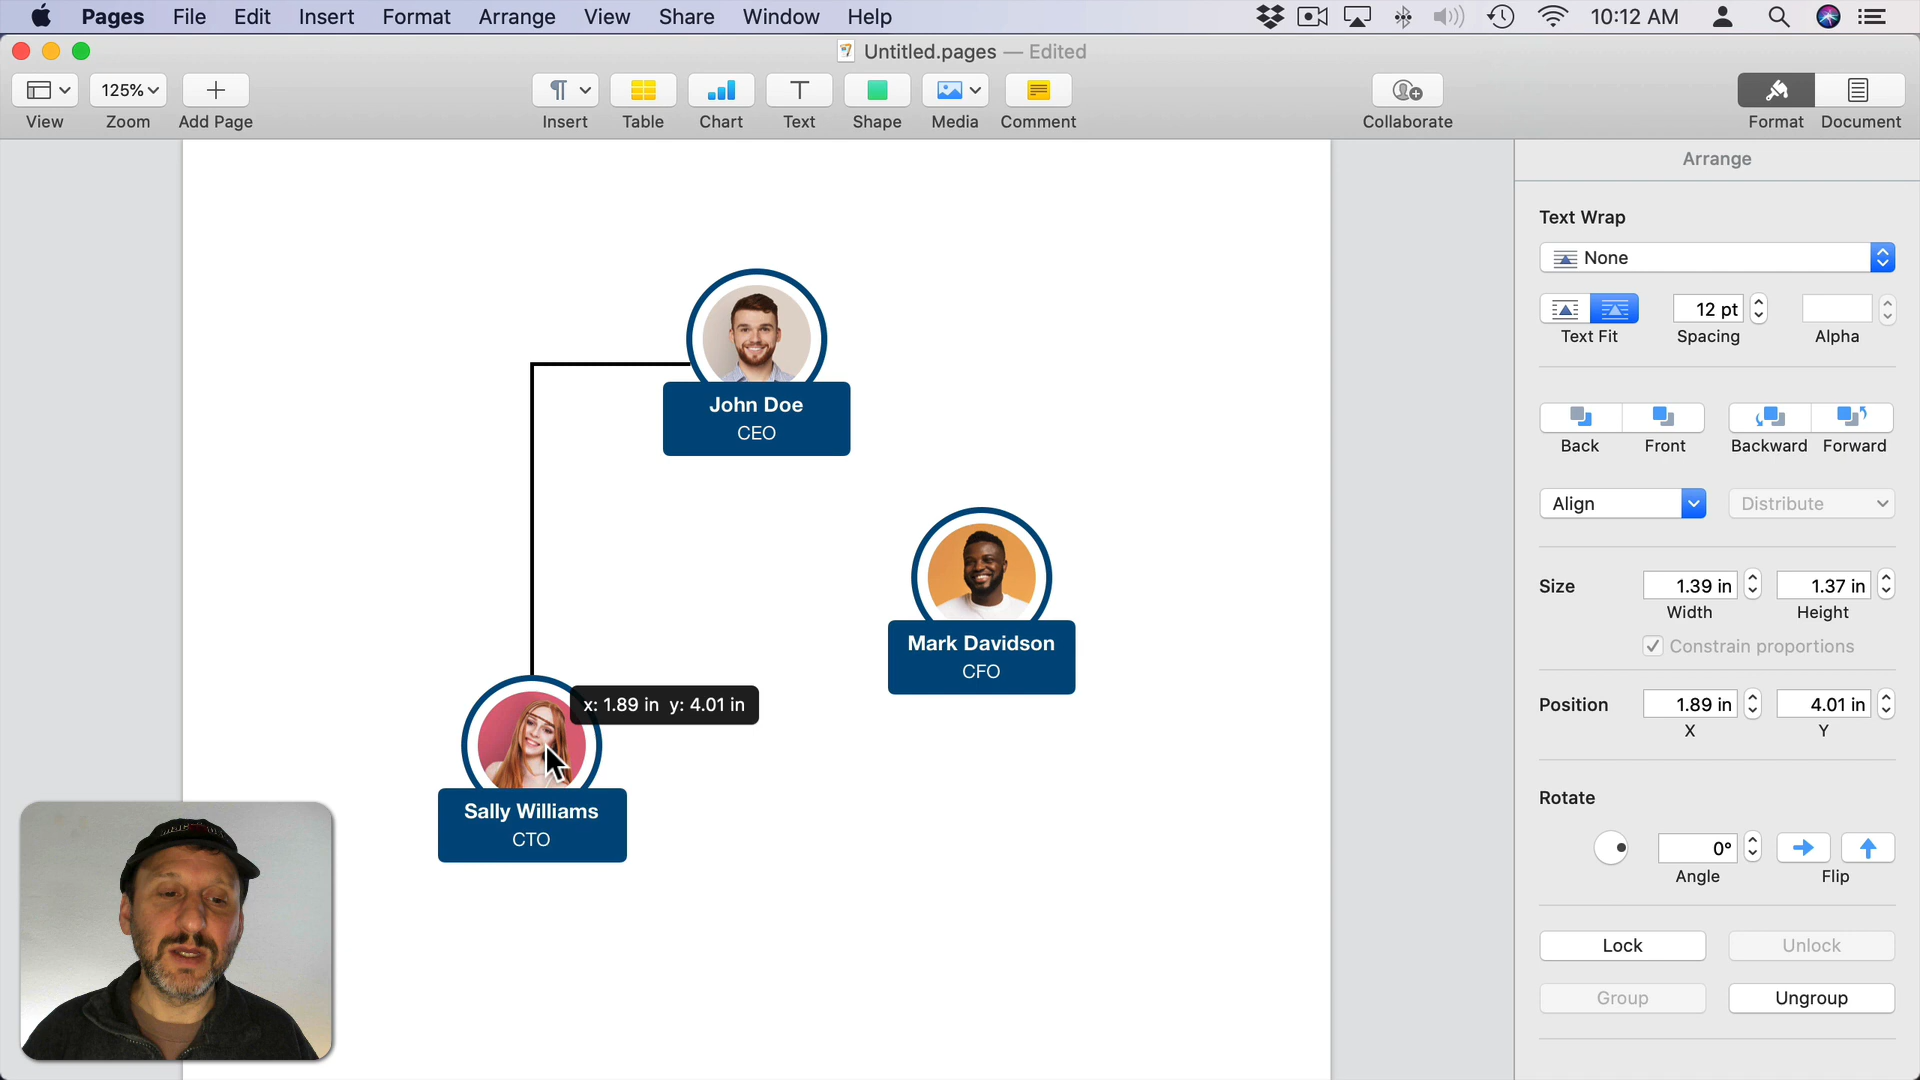 Pages File Edit Insert Format Arrange View Share Window Help 10:12 AM
Untitled.pages — Edited
125%
View Zoom Add Page Insert Table Chart Text Shape Media Comment Collaborate Format Document
Arrange
Text Wrap
None
12 pt
Text Fit Spacing Alpha
Back Front Backward Forward
Align Distribute
Size 1.39 in 1.37 in
Width Height
Constrain proportions
Position 1.89 in 4.01 in
X Y
Rotate
0°
Angle Flip
Lock Unlock
Group Ungroup
John Doe
CEO
Mark Davidson
CFO
x: 1.89 in y: 4.01 in
Sally Williams
CTO